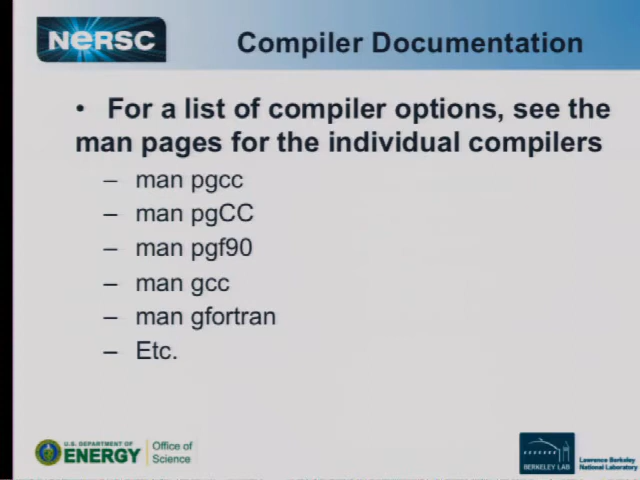 NERSC
Compiler Documentation
• For a list of compiler options, see the
man pages for the individual compilers
– man pgcc
– man pgCC
– man pgf90
– man gcc
– man gfortran
– Etc.
U.S. DEPARTMENT OF
ENERGY
Office of
Science
BERKELEY LAB
Lawrence Berkeley
National Laboratory